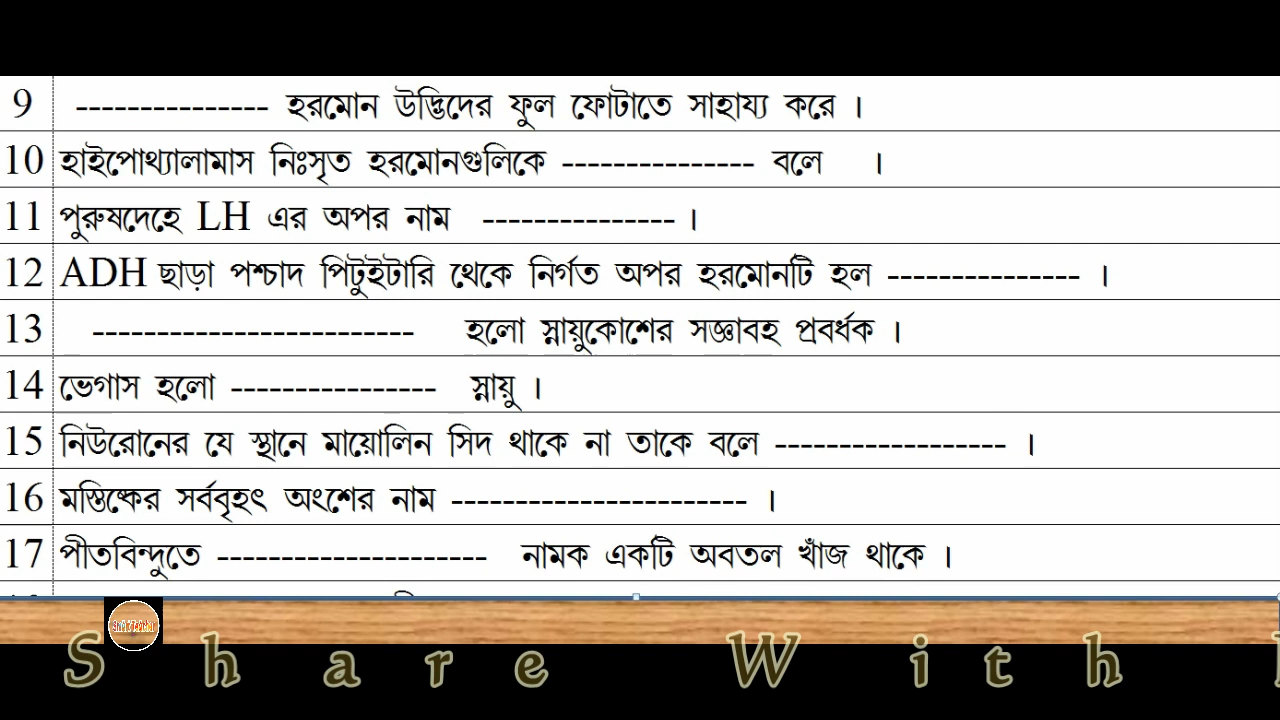 9 --------------- হরমোন উদ্ভিদের ফুল ফোটাতে সাহায্য করে ।
10 হাইপোথ্যালামাস নিঃসৃত হরমোনগুলিকে --------------- বলে ।
11 পুরুষদেহে LH এর অপর নাম --------------- ।
12 ADH ছাড়া পশ্চাদ পিটুইটারি থেকে নির্গত অপর হরমোনটি হল --------------- ।
13 ------------------------- হলো স্নায়ুকোশের সজ্ঞাবহ প্রবর্ধক ।
14 ভেগাস হলো ---------------- স্নায়ু ।
15 নিউরোনের যে স্থানে মায়োলিন সিদ থাকে না তাকে বলে ------------------ ।
16 মস্তিষ্কের সর্ববৃহৎ অংশের নাম ----------------------- ।
17 পীতবিন্দুতে --------------------- নামক একটি অবতল খাঁজ থাকে ।
Share With